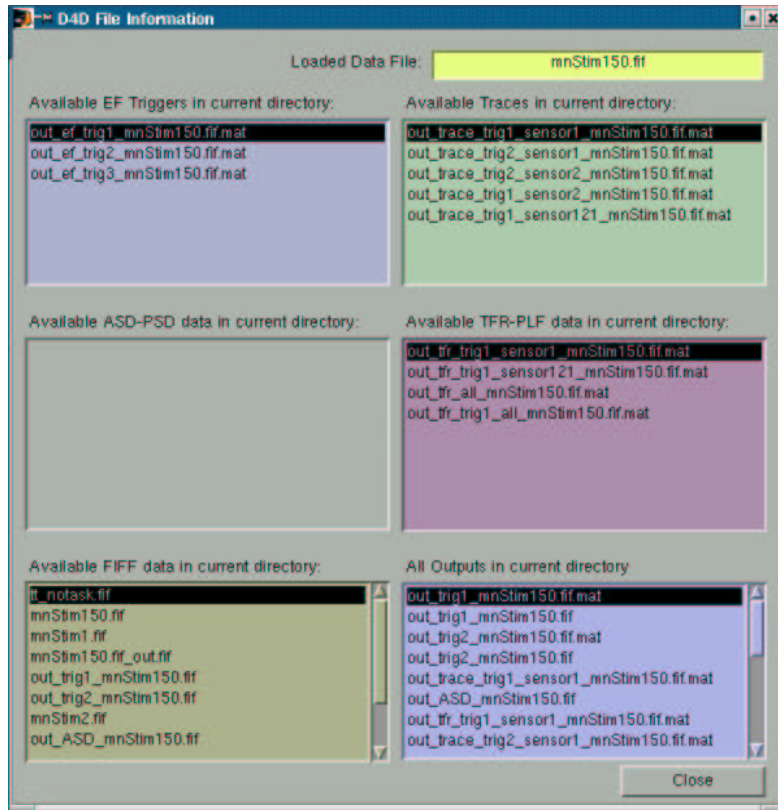 D4D File Information
Loaded Data File: mnStim150.fif
Available EF Triggers in current directory:
out_ef_trig1_mnStim150.fif.mat
out_ef_trig2_mnStim150.fif.mat
out_ef_trig3_mnStim150.fif.mat
Available Traces in current directory:
out_trace_trig1_sensor1_mnStim150.fif.mat
out_trace_trig2_sensor1_mnStim150.fif.mat
out_trace_trig2_sensor2_mnStim150.fif.mat
out_trace_trig1_sensor2_mnStim150.fif.mat
out_trace_trig1_sensor121_mnStim150.fif.mat
Available ASD-PSD data in current directory:
Available TFR-PLF data in current directory:
out_tfr_trig1_sensor1_mnStim150.fif.mat
out_tfr_trig1_sensor121_mnStim150.fif.mat
out_tfr_all_mnStim150.fif.mat
out_tfr_trig1_all_mnStim150.fif.mat
Available FIFF data in current directory:
tt_notask.fif
mnStim150.fif
mnStim1.fif
mnStim150.fif_out.fif
out_trig1_mnStim150.fif
out_trig2_mnStim150.fif
mnStim2.fif
out_ASD_mnStim150.fif
All Outputs in current directory
out_trig1_mnStim150.fif.mat
out_trig1_mnStim150.fif
out_trig2_mnStim150.fif.mat
out_trig2_mnStim150.fif
out_trace_trig1_sensor1_mnStim150.fif.mat
out_ASD_mnStim150.fif
out_tfr_trig1_sensor1_mnStim150.fif.mat
out_trace_trig2_sensor1_mnStim150.fif.mat
Close